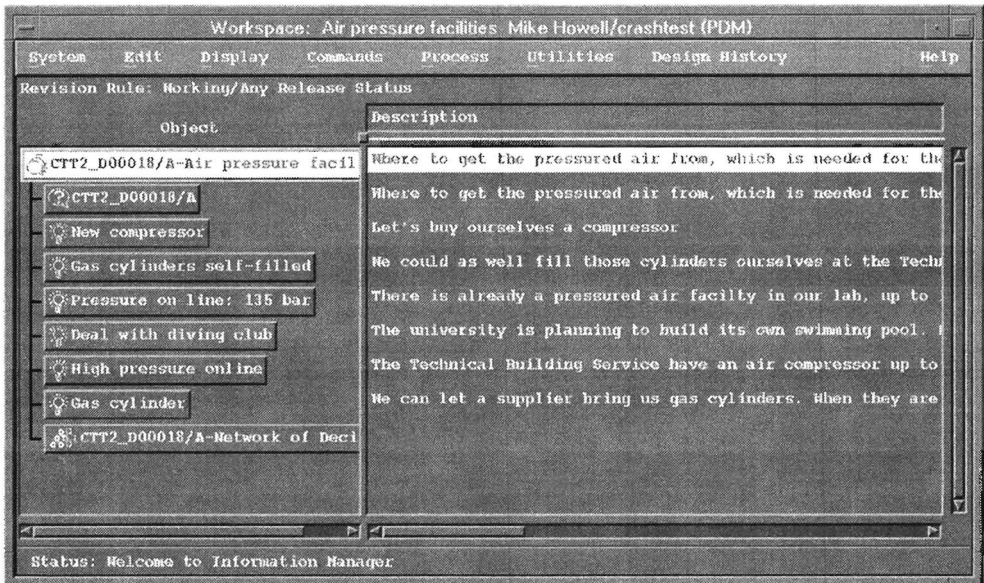 Workspace: Air pressure facilities Mike Howell/crashtest (PDM)
System Edit Display Commands Process Utilities Design History Help
Revision Rule: Working/Any Release Status
Object Description
CTT2_D00018/A-Air pressure facil Where to get the pressured air from, which is needed for the
CTT2_D00018/A Where to get the pressured air from, which is needed for the
New compressor Let's buy ourselves a compressor
Gas cylinders self-filled We could as well fill those cylinders ourselves at the Techn
Pressure on line: 135 bar There is already a pressured air facilty in our lab, up to
Deal with diving club The university is planning to build its own swimming pool.
High pressure online The Technical Building Service have an air compressor up to
Gas cylinder We can let a supplier bring us gas cylinders. When they are
CTT2_D00018/A-Network of Deci
Status: Welcome to Information Manager